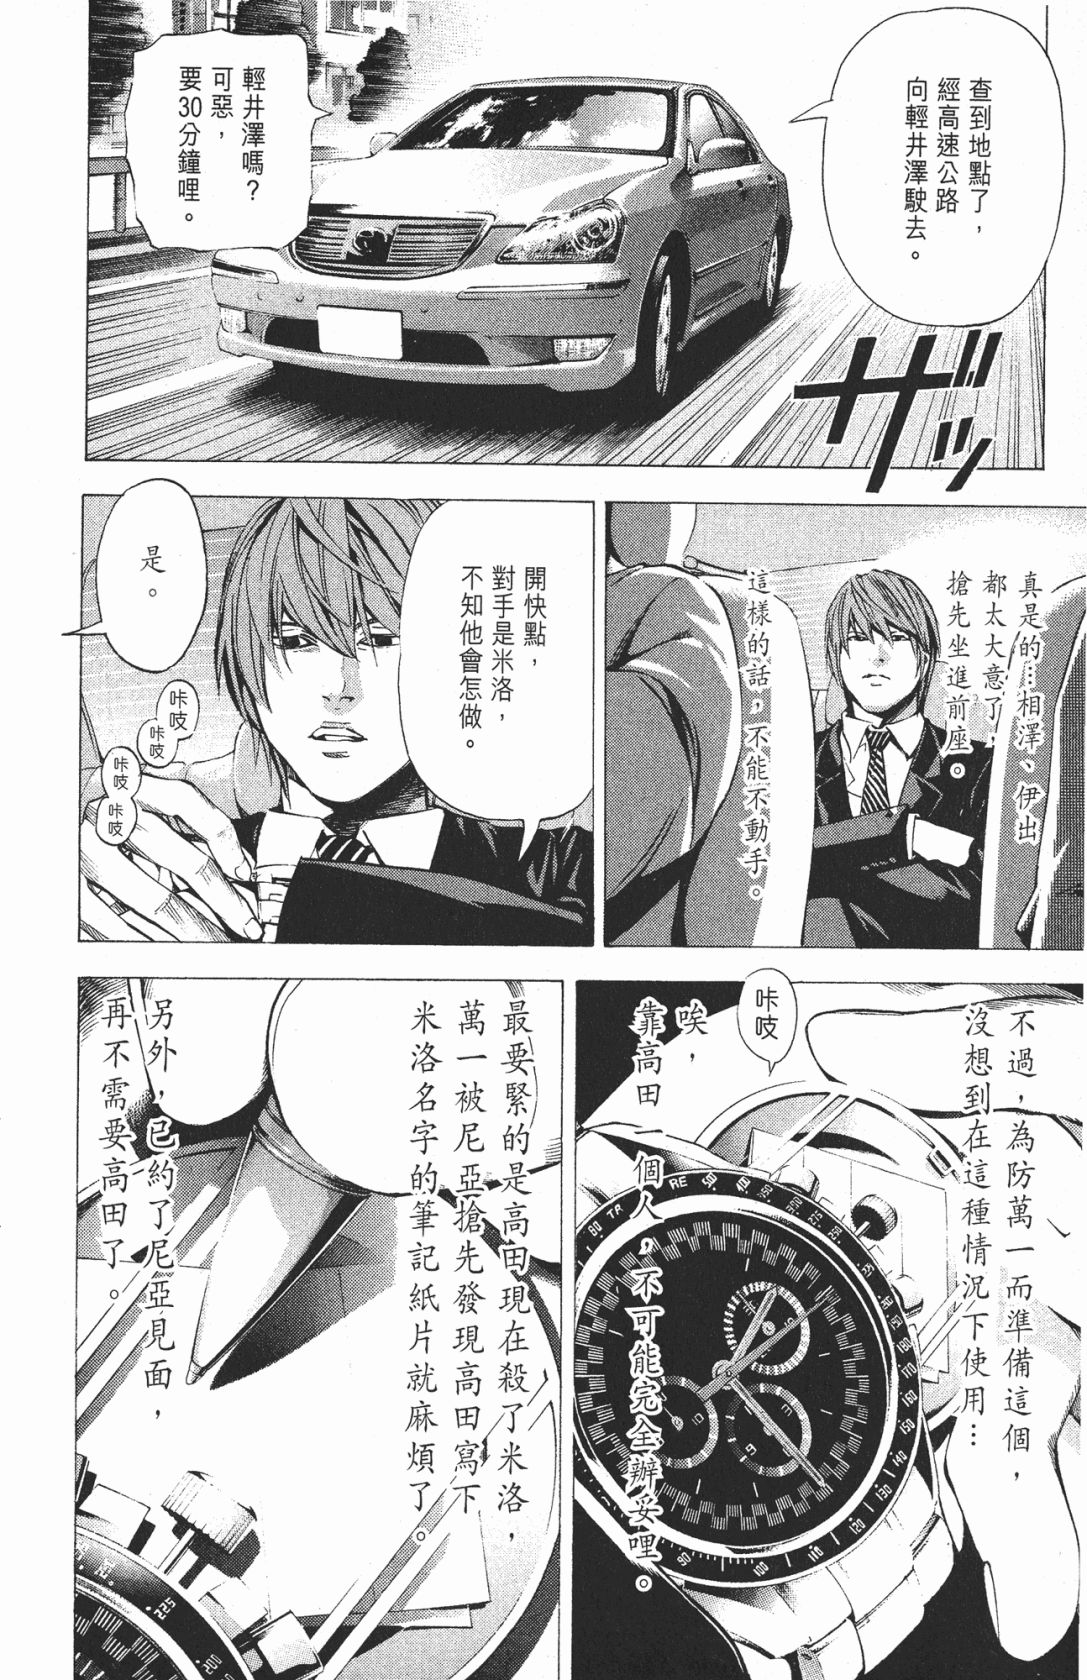 查到地點了，
經高速公路
向輕井澤駛去。
輕井澤嗎？
可惡，
要30分鐘哩。
ザザッ
真是的…相澤、伊出
都太大意了，
搶先坐進前座。
這樣的話，不能不動手。
開快點，
對手是米洛，
不知他會怎做。
是。
咔吱
咔吱
咔吱
咔吱
不過，為防萬一而準備這個，
沒想到在這種情況下使用…
咔吱
唉，
靠高田一個人，不可能完全辦妥哩。
最要緊的是高田現在殺了米洛，
萬一被尼亞搶先發現高田寫下
米洛名字的筆記紙片就麻煩了。
另外，已約了尼亞見面，
再不需要高田了。